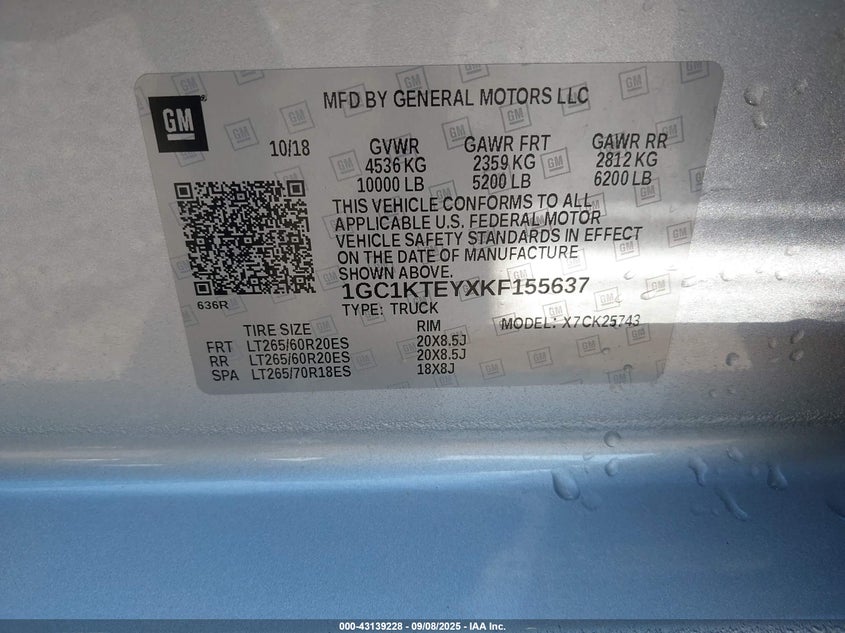 GM
MFD BY GENERAL MOTORS LLC
10/18
GVWR
4536 KG
10000 LB
GAWR FRT
2359 KG
5200 LB
GAWR RR
2812 KG
6200 LB
THIS VEHICLE CONFORMS TO ALL
APPLICABLE U.S. FEDERAL MOTOR
VEHICLE SAFETY STANDARDS IN EFFECT
ON THE DATE OF MANUFACTURE
SHOWN ABOVE.
636R
1GC1KTEYXKF155637
TYPE: TRUCK
MODEL: X7CK25743
TIRE SIZE RIM
FRT LT265/60R20ES 20X8.5J
RR LT265/60R20ES 20X8.5J
SPA LT265/70R18ES 18X8J
000-43139228 - 09/08/2025 - IAA Inc.